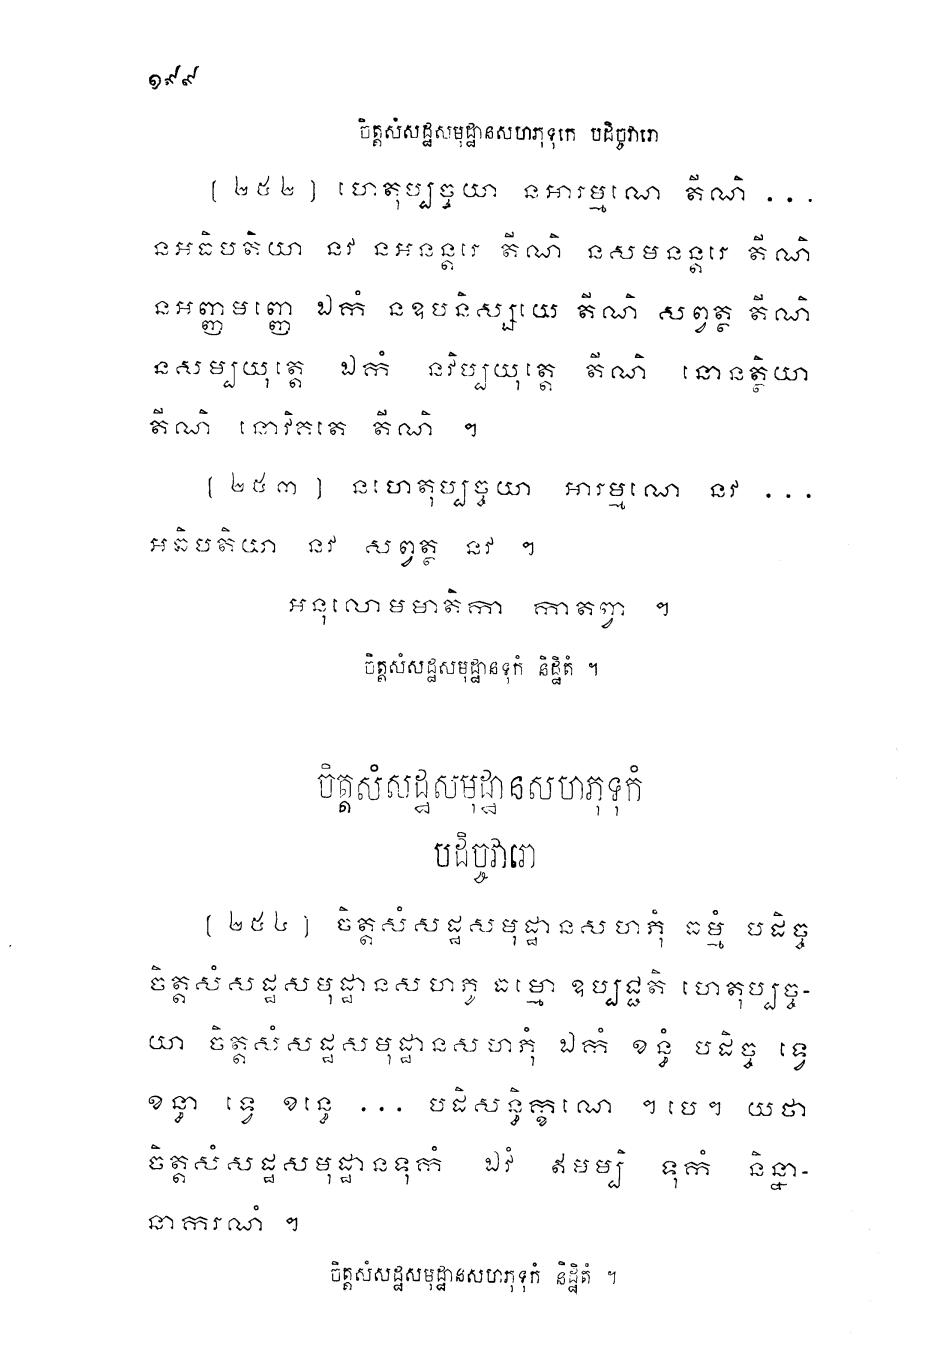 ១៩៩
ចិត្តសំសដ្ឋសមុដ្ឋានសហភុទុកេ បដិច្ចវារោ
( ២៥២ ) ហេតុប្បច្ចយា នអារម្មណេ តីណិ ...
នអធិបតិយា នវ នអនន្តរេ តីណិ នសមនន្តរេ តីណិ
នអញ្ញមញ្ញេ ឯកំ នឧបនិស្សយេ តីណិ សព្វត្ថ តីណិ
នសម្បយុត្តេ ឯកំ នវិប្បយុត្តេ តីណិ នោនត្ថិយា
តីណិ នោវិគតេ តីណិ ។
( ២៥៣ ) នហេតុប្បច្ចយា អារម្មណេ នវ ...
អធិបតិយា នវ សព្វត្ថ នវ ។
អនុលោមមាតិកា កាតព្វា ។
ចិត្តសំសដ្ឋសមុដ្ឋានទុកំ និដ្ឋិតំ ។
ចិត្តសំសដ្ឋសមុដ្ឋានសហភុទុកំ
បដិច្ចវារោ
( ២៥៤ ) ចិត្តសំសដ្ឋសមុដ្ឋានសហភុំ ធម្មំ បដិច្ច
ចិត្តសំសដ្ឋសមុដ្ឋានសហភូ ធម្មោ ឧប្បជ្ជតិ ហេតុប្បច្ច-
យា ចិត្តសំសដ្ឋសមុដ្ឋានសហភុំ ឯកំ ខន្ធំ បដិច្ច ទ្វេ
ខន្ធា ទ្វេ ខន្ធេ ... បដិសន្ធិក្ខណេ ។បេ។ យថា
ចិត្តសំសដ្ឋសមុដ្ឋានទុកំ ឯវំ ឥមម្បិ ទុកំ និន្នា-
នាករណំ ។
ចិត្តសំសដ្ឋសមុដ្ឋានសហភុទុកំ និដ្ឋិតំ ។